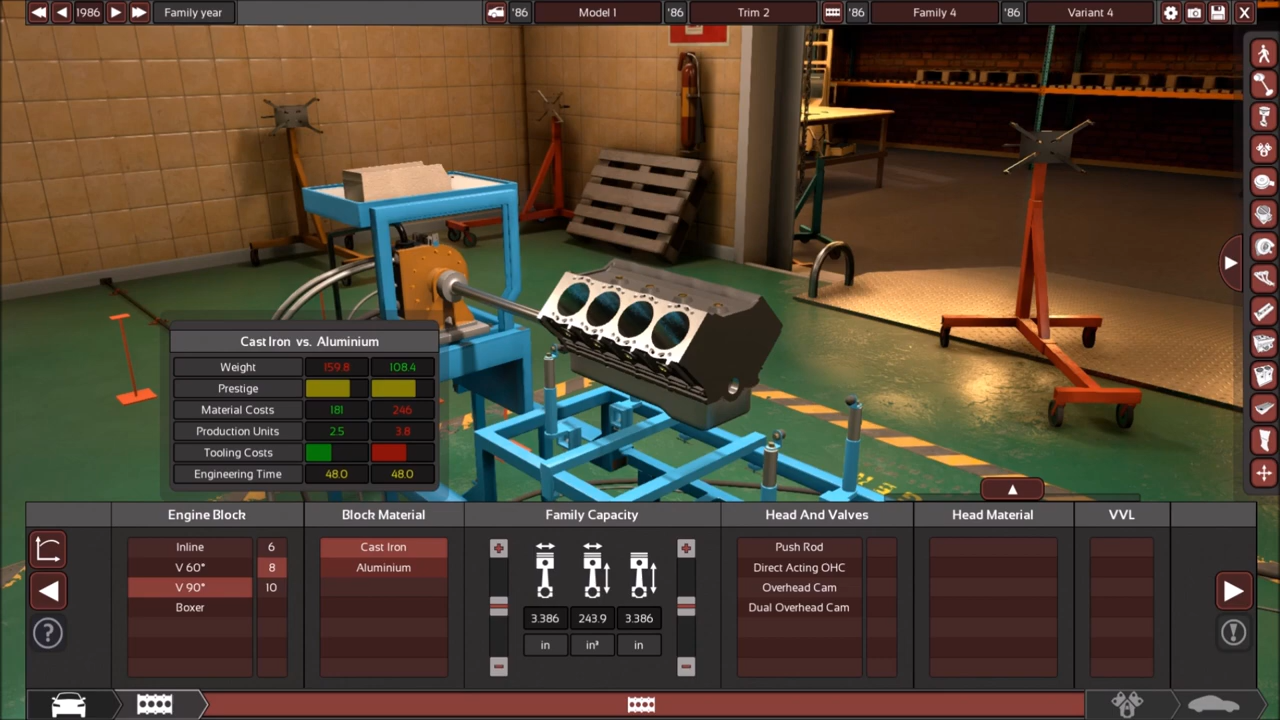 1986 Family year '86 Model 1 '86 Trim 2 '86 Family 4 '86 Variant 4
Cast Iron vs. Aluminium
Weight 159.8 108.4
Prestige
Material Costs 181 246
Production Units 2.5 3.8
Tooling Costs
Engineering Time 48.0 48.0
Engine Block
Inline 6
V 60° 8
V 90° 10
Boxer
Block Material
Cast Iron
Aluminium
Family Capacity
3.386 243.9 3.386
in in³ in
Head And Valves
Push Rod
Direct Acting OHC
Overhead Cam
Dual Overhead Cam
Head Material
VVL